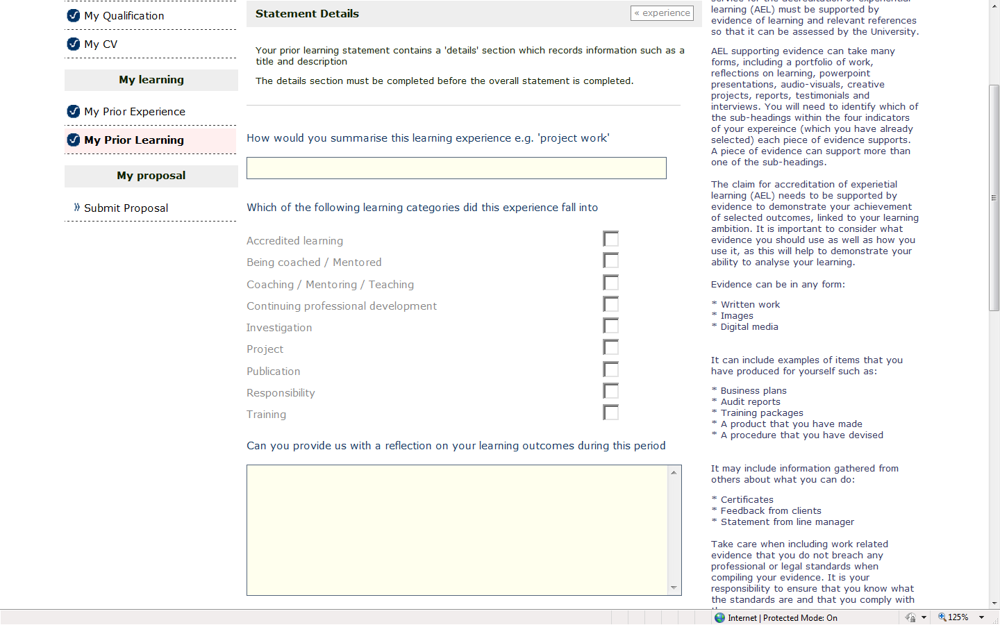 My Qualification
My CV
My learning
My Prior Experience
My Prior Learning
My proposal
» Submit Proposal
Statement Details
« experience
Your prior learning statement contains a 'details' section which records information such as a
title and description
The details section must be completed before the overall statement is completed.
How would you summarise this learning experience e.g. 'project work'
Which of the following learning categories did this experience fall into
Accredited learning
Being coached / Mentored
Coaching / Mentoring / Teaching
Continuing professional development
Investigation
Project
Publication
Responsibility
Training
Can you provide us with a reflection on your learning outcomes during this period
service for the accreditation of experiential
learning (AEL) must be supported by
evidence of learning and relevant references
so that it can be assessed by the University.
AEL supporting evidence can take many
forms, including a portfolio of work,
reflections on learning, powerpoint
presentations, audio-visuals, creative
projects, reports, testimonials and
interviews. You will need to identify which of
the sub-headings within the four indicators
of your expereince (which you have already
selected) each piece of evidence supports.
A piece of evidence can support more than
one of the sub-headings.
The claim for accreditation of experietial
learning (AEL) needs to be supported by
evidence to demonstrate your achievement
of selected outcomes, linked to your learning
ambition. It is important to consider what
evidence you should use as well as how you
use it, as this will help to demonstrate your
ability to analyse your learning.
Evidence can be in any form:
* Written work
* Images
* Digital media
It can include examples of items that you
have produced for yourself such as:
* Business plans
* Audit reports
* Training packages
* A product that you have made
* A procedure that you have devised
It may include information gathered from
others about what you can do:
* Certificates
* Feedback from clients
* Statement from line manager
Take care when including work related
evidence that you do not breach any
professional or legal standards when
compiling your evidence. It is your
responsibility to ensure that you know what
the standards are and that you comply with
Internet | Protected Mode: On
125%